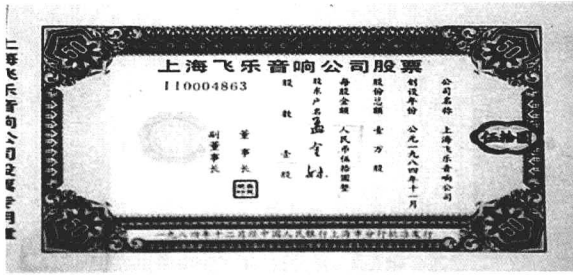 上海飞乐音响公司股票
110004863
公司名称 上海飞乐音响公司
创设年份 公元一九八四年十一月
股份总额 壹万股
每股金额 人民币伍拾圆整
股东户名
股数 壹股
董事长
副董事长
50
50
50
50
一九八四年十二月经中国人民银行上海市分行批准发行